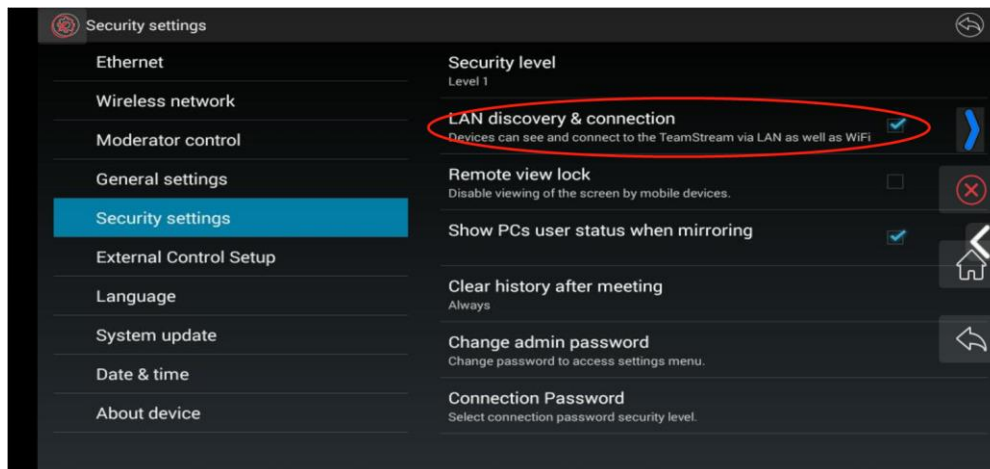 Security settings
Ethernet
Wireless network
Moderator control
General settings
Security settings
External Control Setup
Language
System update
Date & time
About device
Security level
Level 1
LAN discovery & connection
Devices can see and connect to the TeamStream via LAN as well as WiFi
Remote view lock
Disable viewing of the screen by mobile devices.
Show PCs user status when mirroring
Clear history after meeting
Always
Change admin password
Change password to access settings menu.
Connection Password
Select connection password security level.